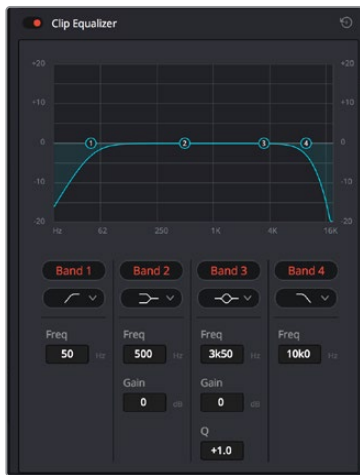 Clip Equalizer
+20 +20
+10 +10
0 0
-10 -10
-20 -20
1 2 3 4
Hz 62 250 1K 4K 16K
Band 1 Band 2 Band 3 Band 4
Freq Freq Freq Freq
50 Hz 500 Hz 3k50 Hz 10k0 Hz
Gain Gain
0 dB 0 dB
Q
+1.0